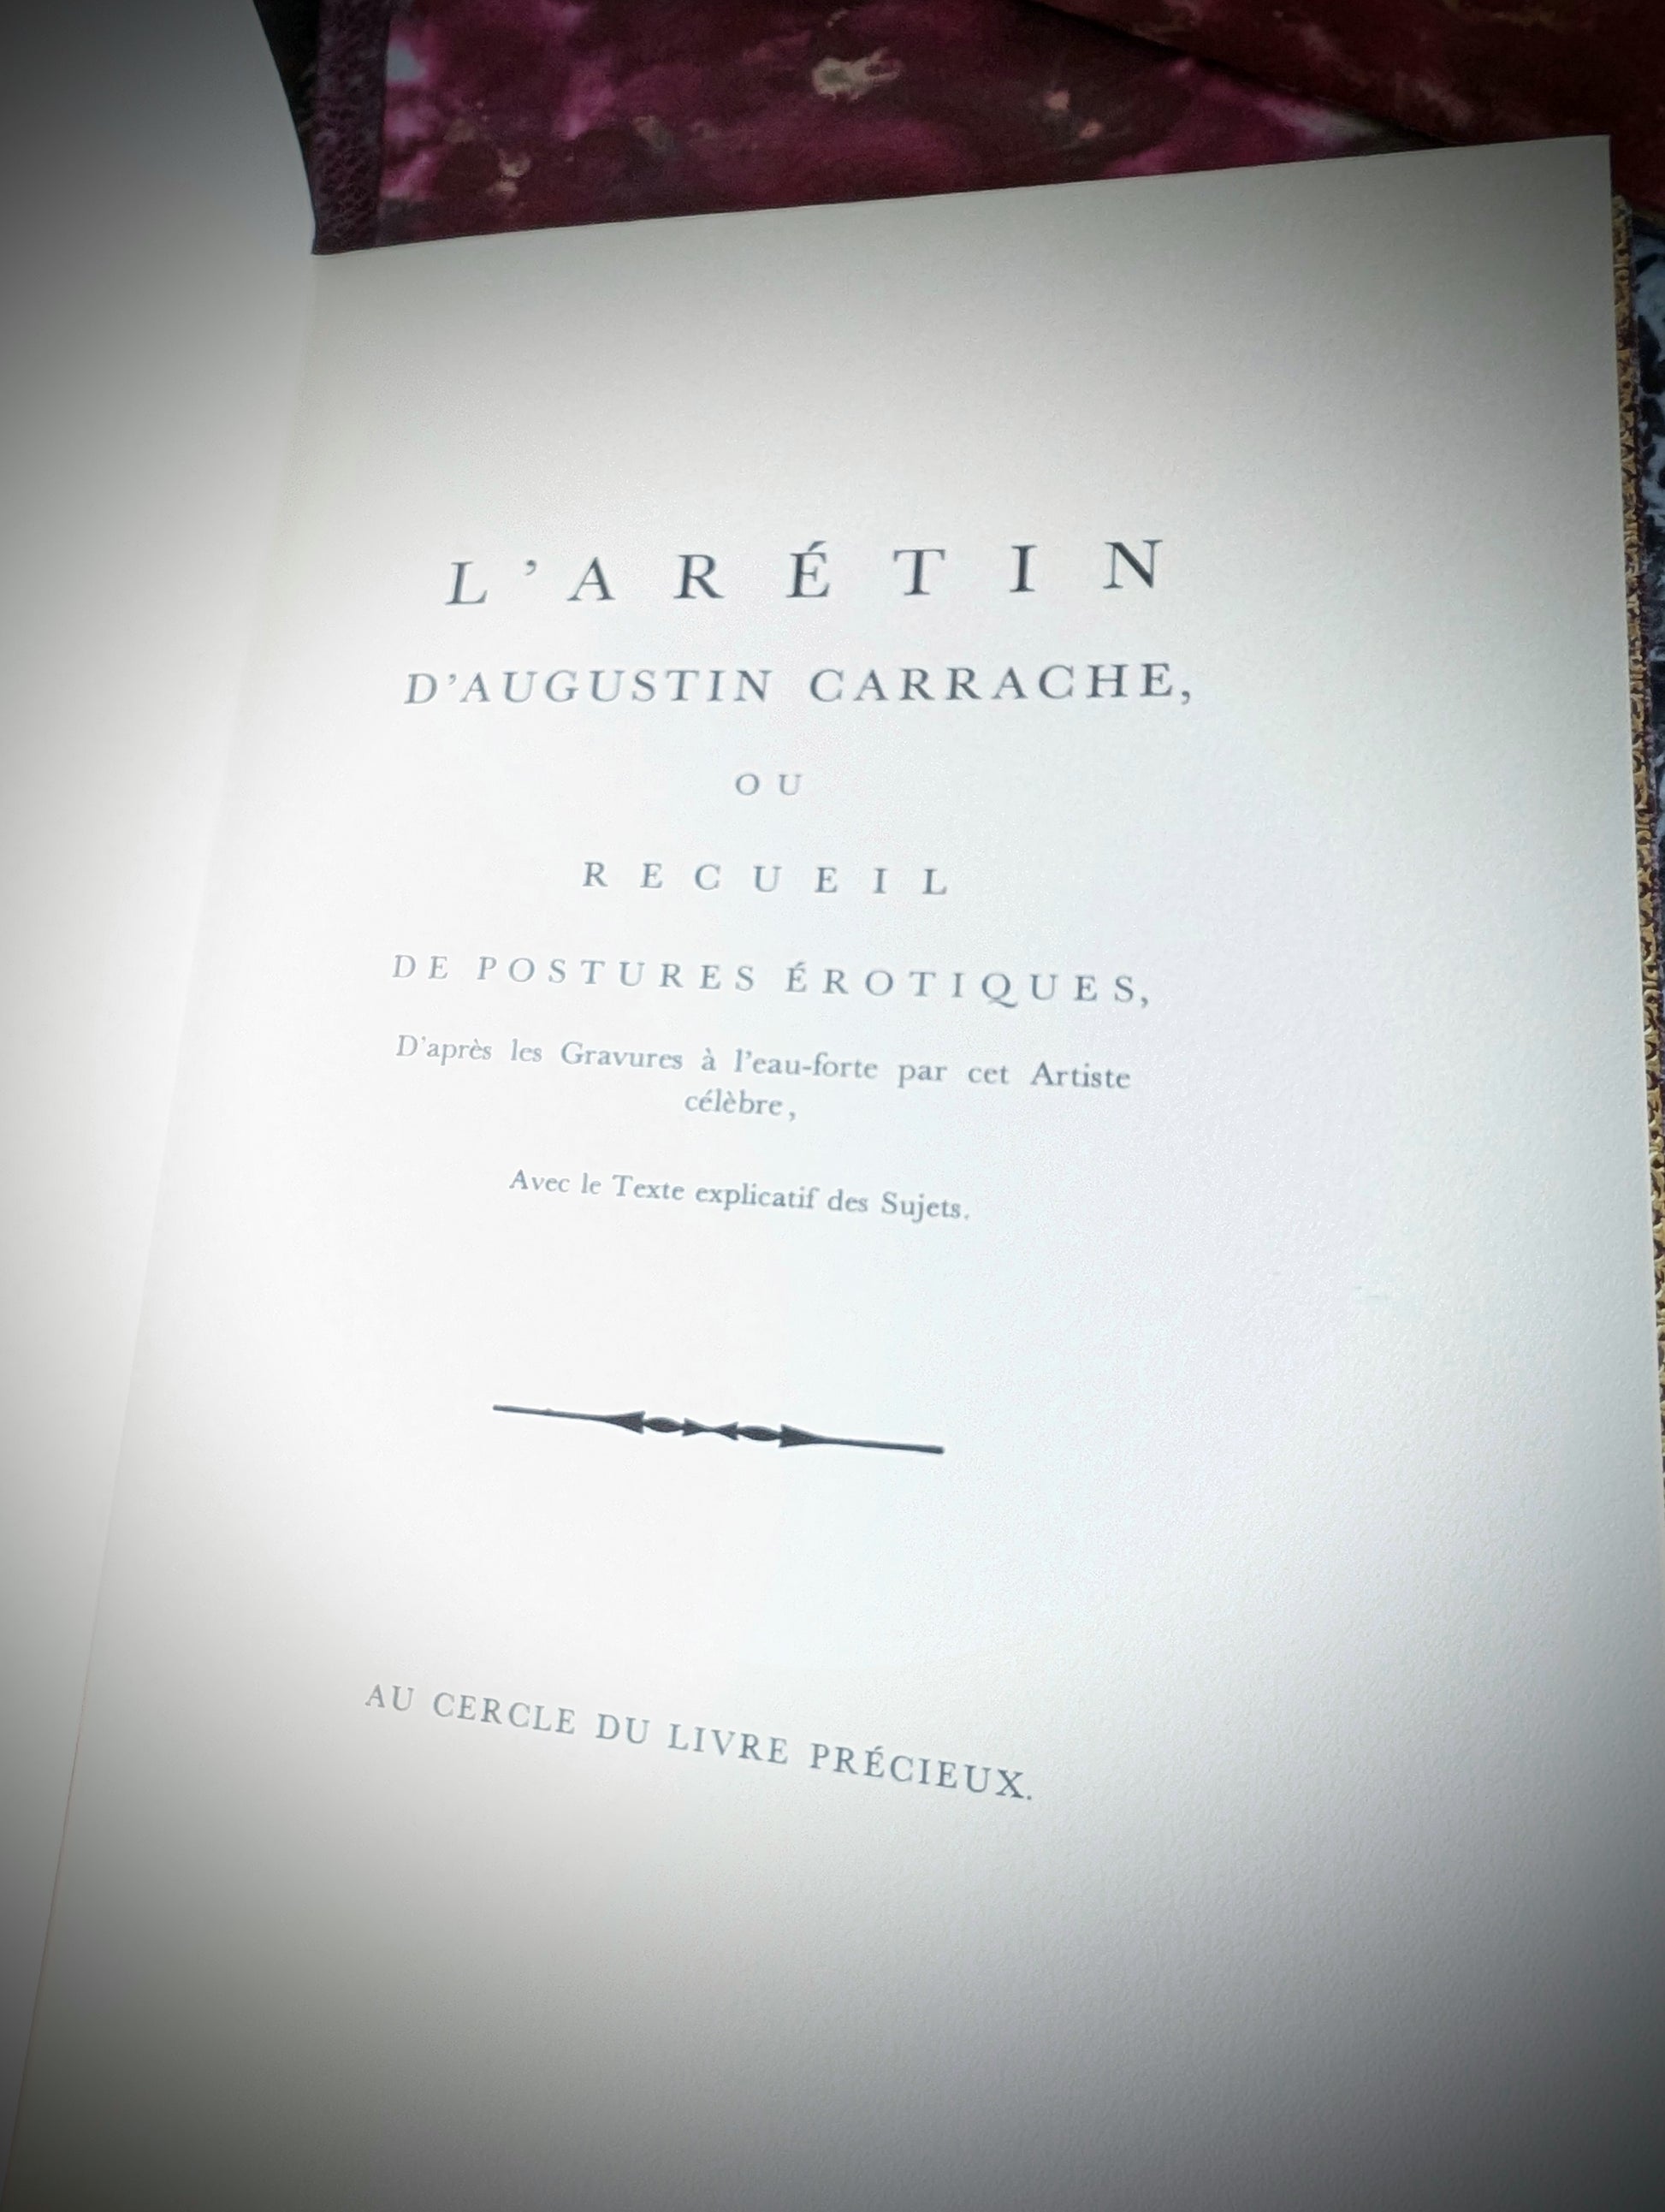 L'ARÉTIN
D'AUGUSTIN CARRACHE,
OU
RECUEIL
DE POSTURES ÉROTIQUES,
D'après les Gravures à l'eau-forte par cet Artiste
célèbre,
Avec le Texte explicatif des Sujets.
AU CERCLE DU LIVRE PRÉCIEUX.